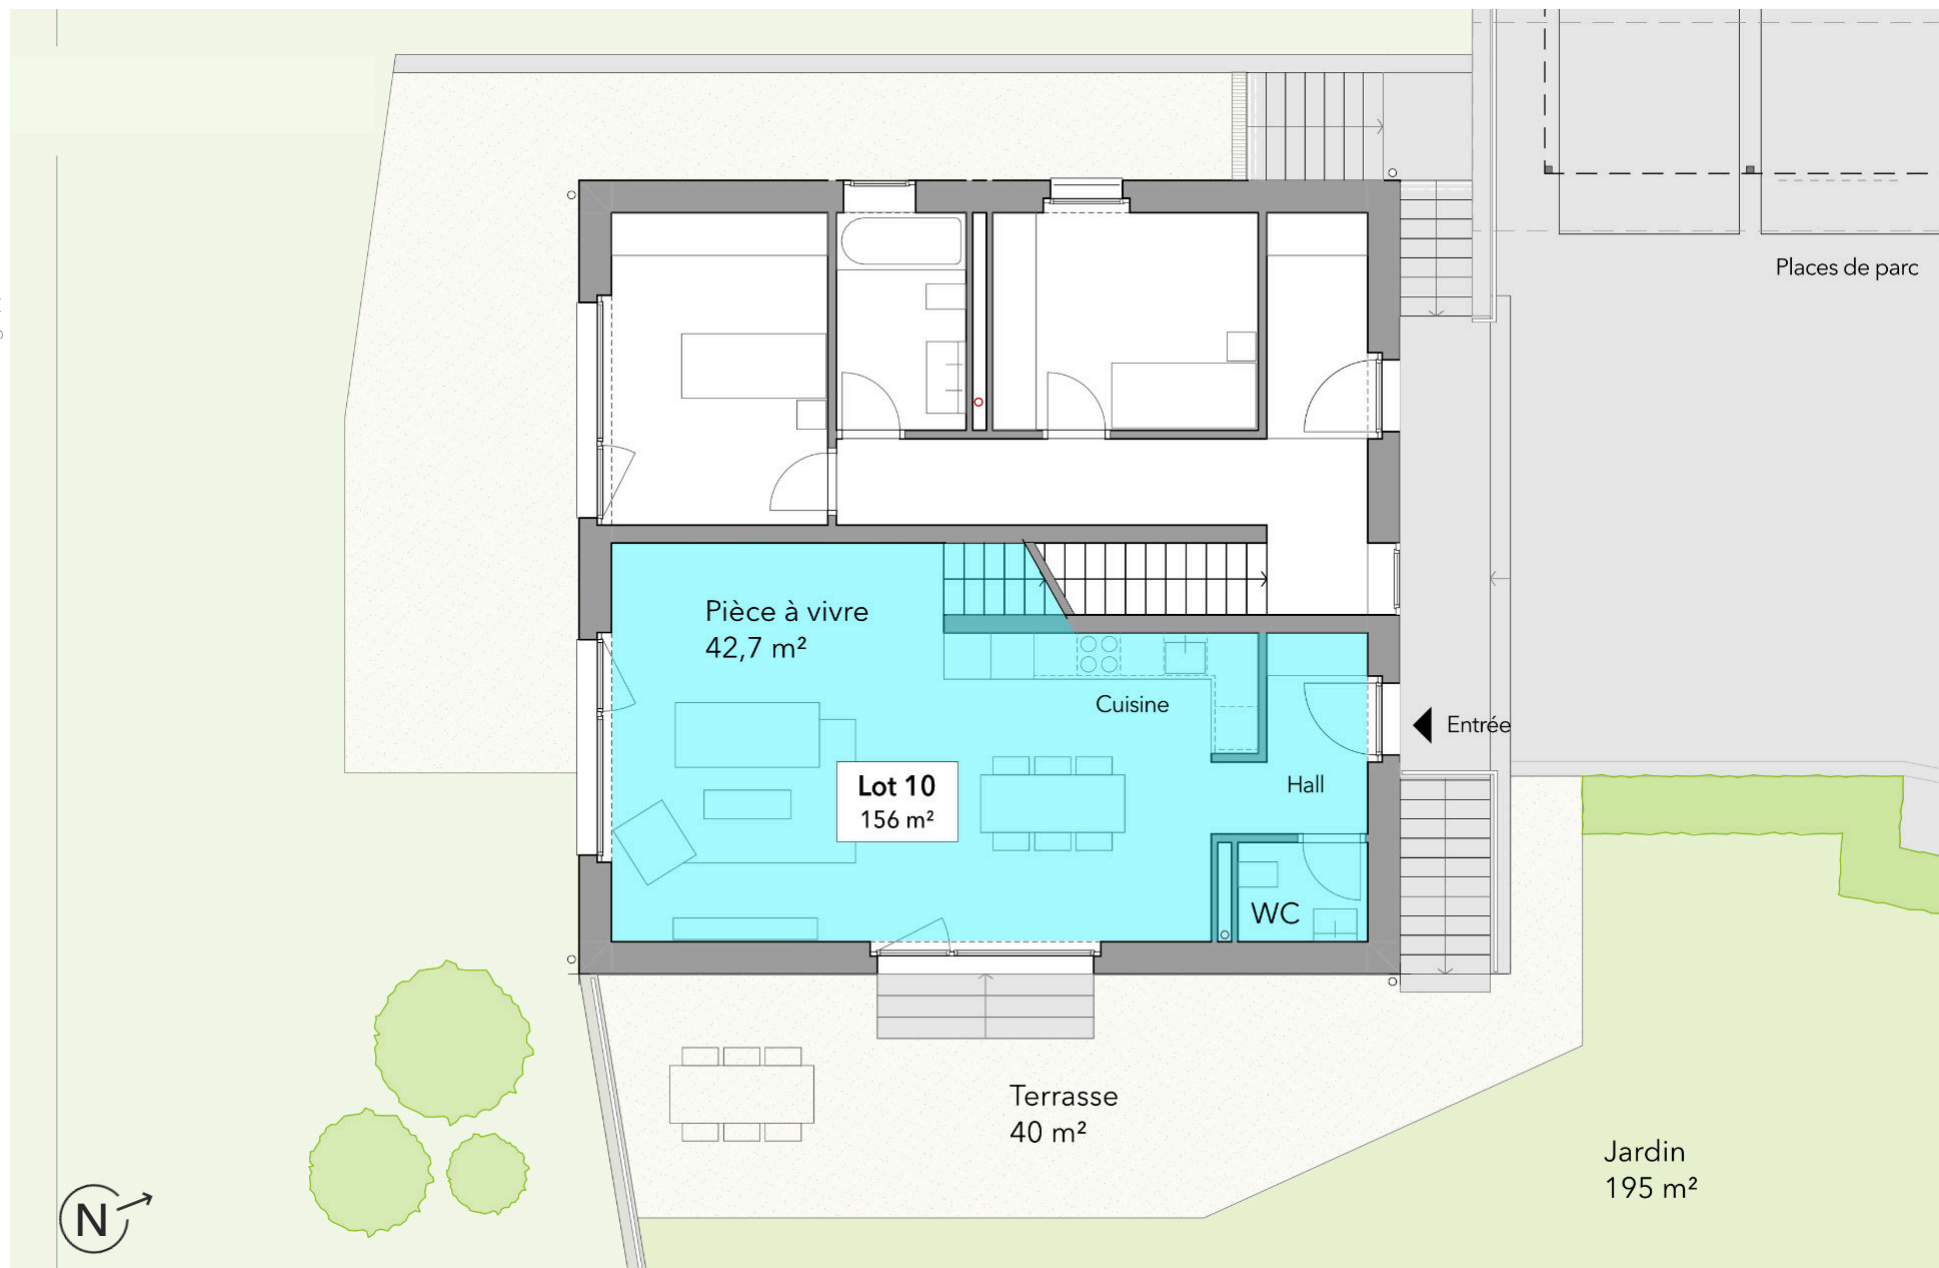 Places de parc
Pièce à vivre
42,7 m²
Cuisine
Entrée
Lot 10
156 m²
Hall
WC
Terrasse
40 m²
Jardin
195 m²
N